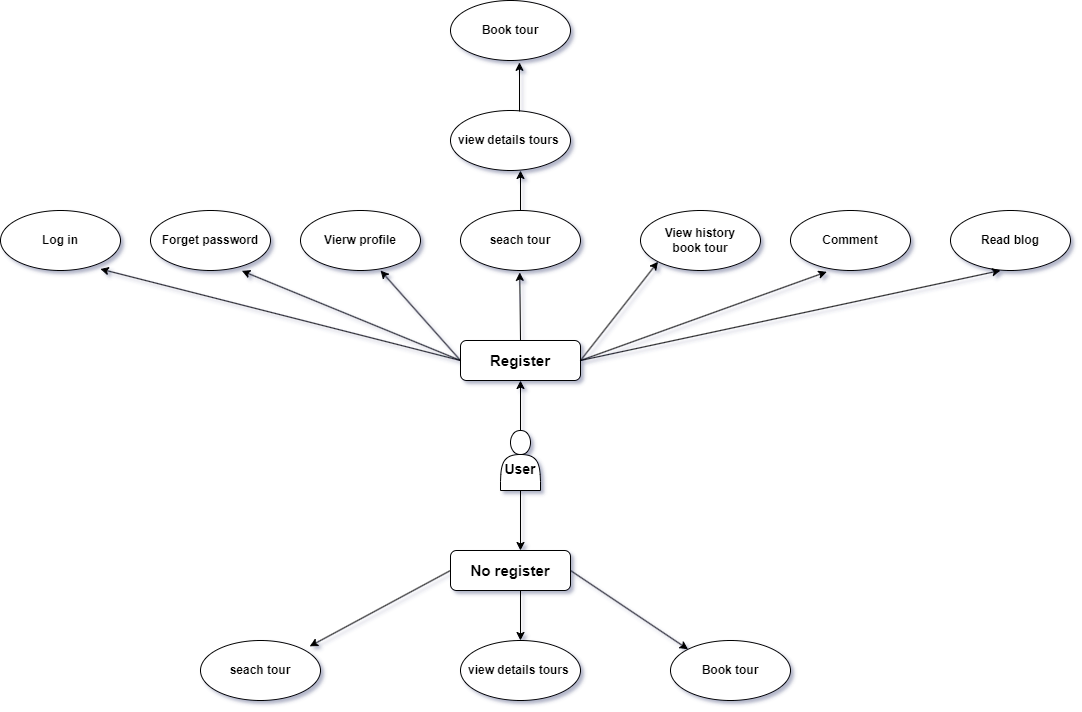 Book tour
view details tours
Log in
Forget password
Vierw profile
seach tour
View history
book tour
Comment
Read blog
Register
User
No register
seach tour
view details tours
Book tour